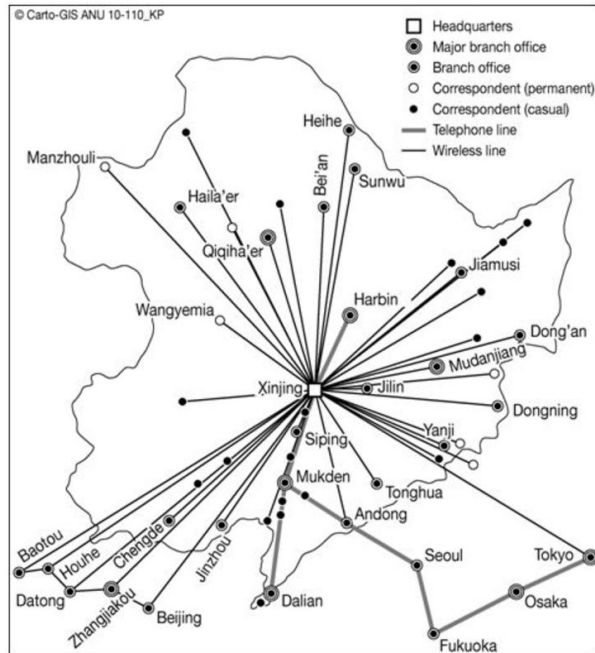 © Carto-GIS ANU 10-110_KP
Headquarters
Major branch office
Branch office
Correspondent (permanent)
Correspondent (casual)
Telephone line
Wireless line
Heihe
Manzhouli
Haila'er
Bei'an
Sunwu
Qiqiha'er
Jiamusi
Wangyemia
Harbin
Dong'an
Mudanjiang
Xinjing
Jilin
Dongning
Siping
Yanji
Mukden
Tonghua
Andong
Baotou
Houhe
Chengde
Jinzhou
Seoul
Tokyo
Datong
Zhangjiakou
Beijing
Dalian
Osaka
Fukuoka